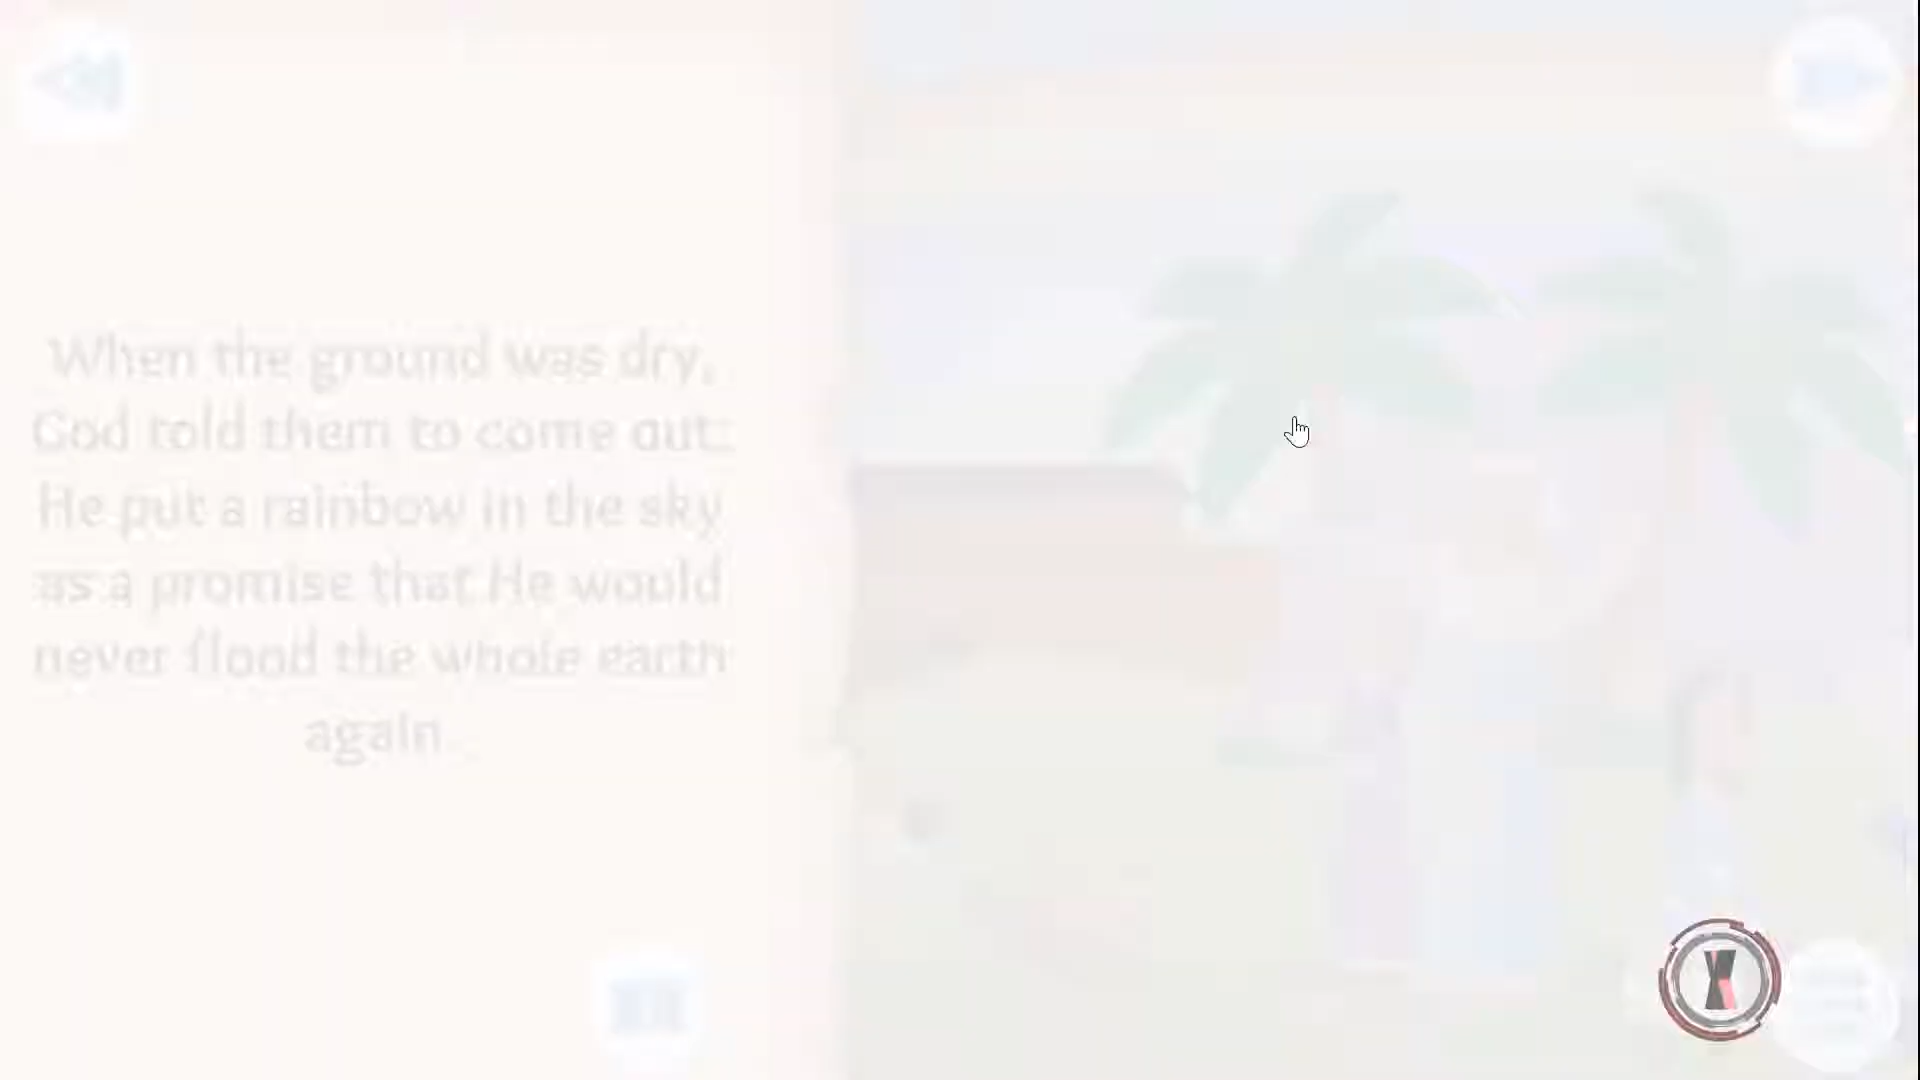 When the ground was dry,
God told them to come out.
He put a rainbow in the sky
as a promise that He would
never flood the whole earth
again.